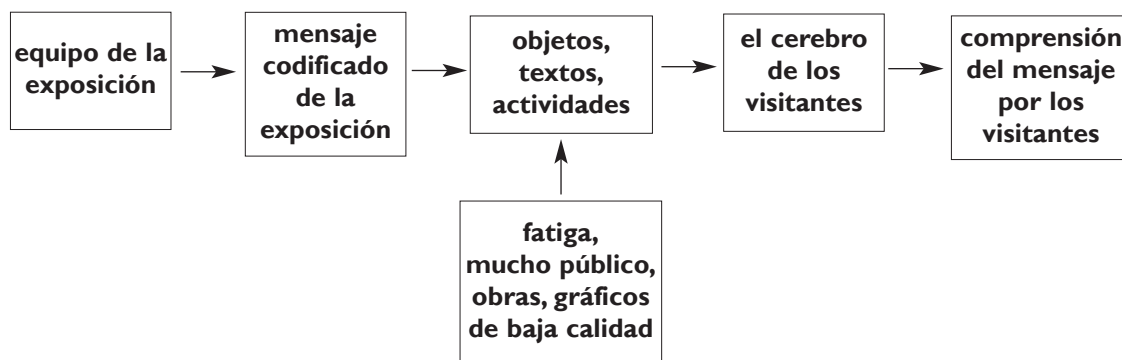 equipo de la
exposición
mensaje
codificado
de la
exposición
objetos,
textos,
actividades
el cerebro
de los
visitantes
comprensión
del mensaje
por los
visitantes
fatiga,
mucho público,
obras, gráficos
de baja calidad